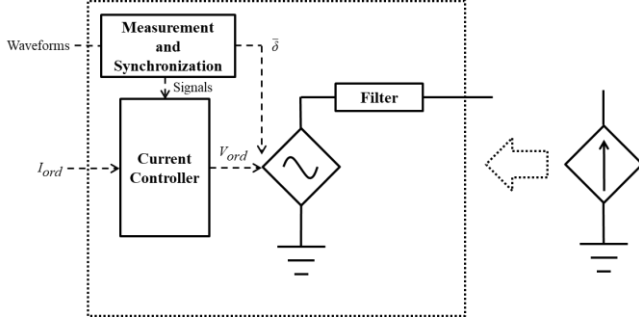 Measurement
and
Synchronization
Waveforms
δ̄
Signals
Filter
I_ord
Current
Controller
V_ord